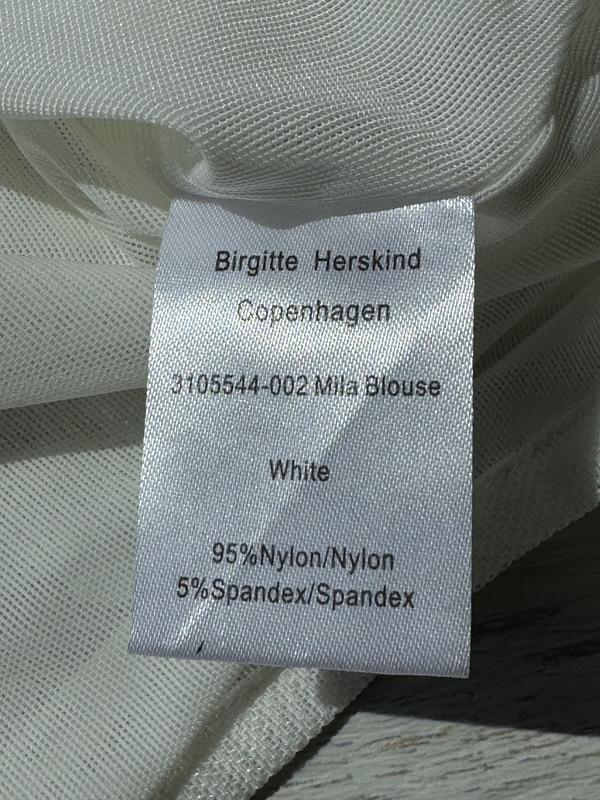 Birgitte Herskind
Copenhagen
3105544-002 Mila Blouse
White
95%Nylon/Nylon
5%Spandex/Spandex